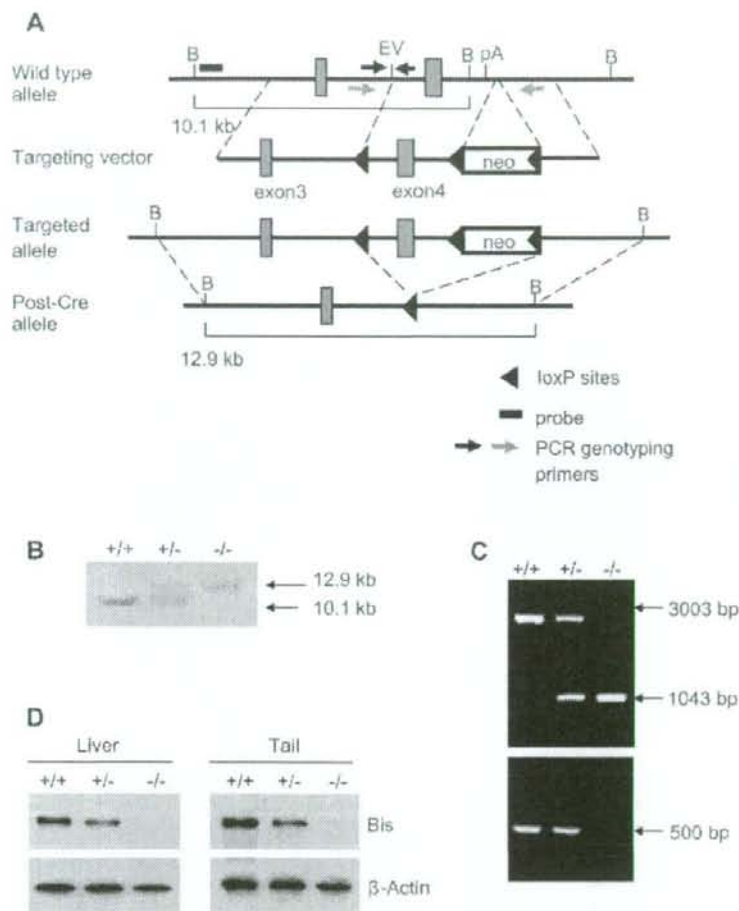 A
Wild type
allele
B
EV
B
pA
B
10.1 kb
Targeting vector
exon3
exon4
neo
Targeted
allele
B
neo
B
Post-Cre
allele
B
B
12.9 kb
loxP sites
probe
PCR genotyping
primers
B
+/+ +/- -/-
12.9 kb
10.1 kb
C
+/+ +/- -/-
3003 bp
1043 bp
500 bp
D
Liver Tail
+/+ +/- -/- +/+ +/- -/-
Bis
β-Actin